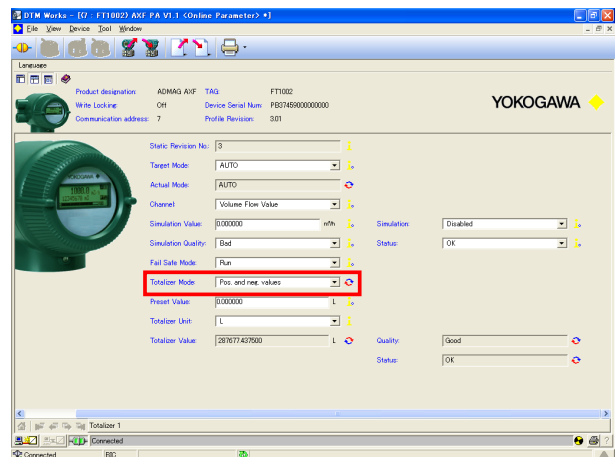 DTM Works - [(7 : FT1002) AXF PA V1.1 <Online Parameter> *]
File View Device Tool Window
Language
Product designation: ADMAG AXF TAG: FT1002
Write Locking: Off Device Serial Num: PB37459000000000
Communication address: 7 Profile Revision: 3.01
YOKOGAWA
Static Revision No.: 3
Target Mode: AUTO
Actual Mode: AUTO
Channel: Volume Flow Value
Simulation Value: 0.000000 m³/h Simulation: Disabled
Simulation Quality: Bad Status: OK
Fail Safe Mode: Run
Totalizer Mode: Pos. and neg. values
Preset Value: 0.000000 L
Totalizer Unit: L
Totalizer Value: 287677.437500 L Quality: Good
Status: OK
Totalizer 1
Connected
Connected